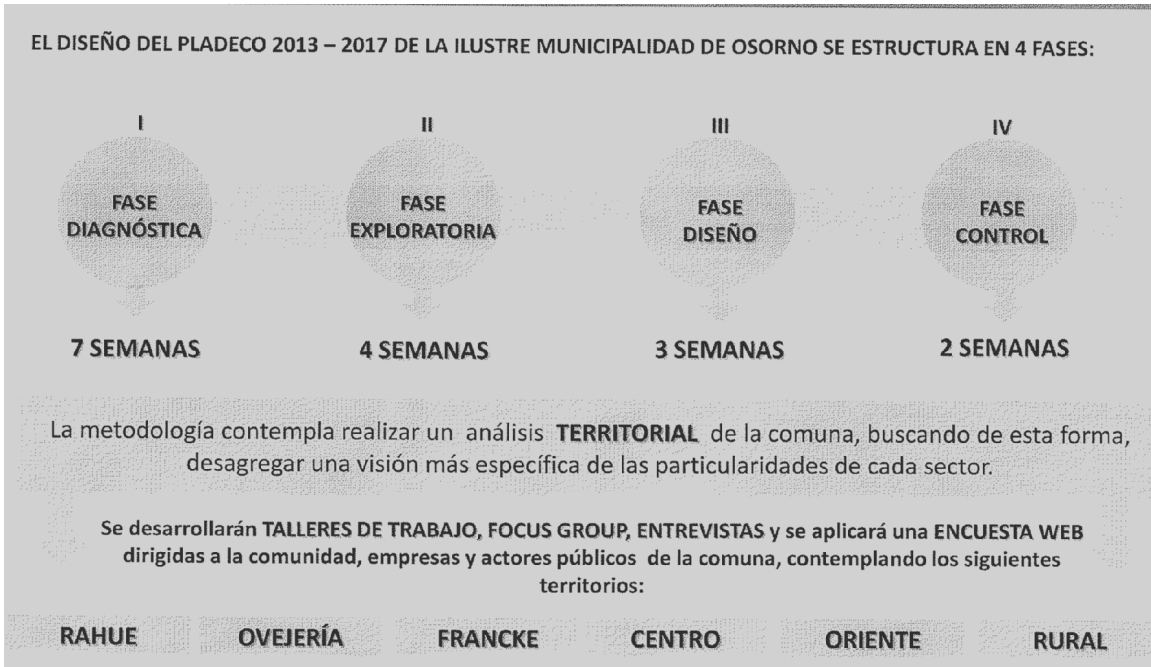 EL DISEÑO DEL PLADECO 2013 – 2017 DE LA ILUSTRE MUNICIPALIDAD DE OSORNO SE ESTRUCTURA EN 4 FASES:
I II III IV
FASE DIAGNÓSTICA
FASE EXPLORATORIA
FASE DISEÑO
FASE CONTROL
7 SEMANAS 4 SEMANAS 3 SEMANAS 2 SEMANAS
La metodología contempla realizar un análisis TERRITORIAL de la comuna, buscando de esta forma,
desagregar una visión más específica de las particularidades de cada sector.
Se desarrollarán TALLERES DE TRABAJO, FOCUS GROUP, ENTREVISTAS y se aplicará una ENCUESTA WEB
dirigidas a la comunidad, empresas y actores públicos de la comuna, contemplando los siguientes
territorios:
RAHUE OVEJERÍA FRANCKE CENTRO ORIENTE RURAL